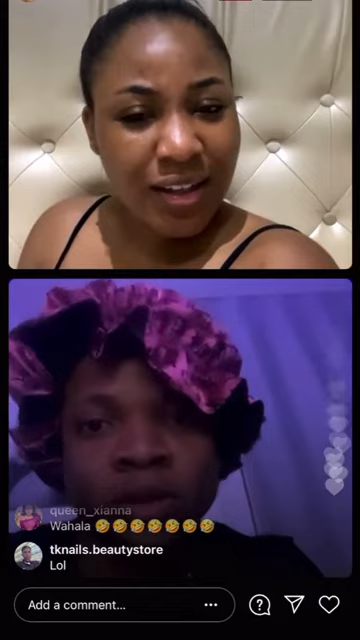 queen_xianna
Wahala 🤣🤣🤣🤣🤣🤣🤣
tknails.beautystore
Lol
Add a comment...